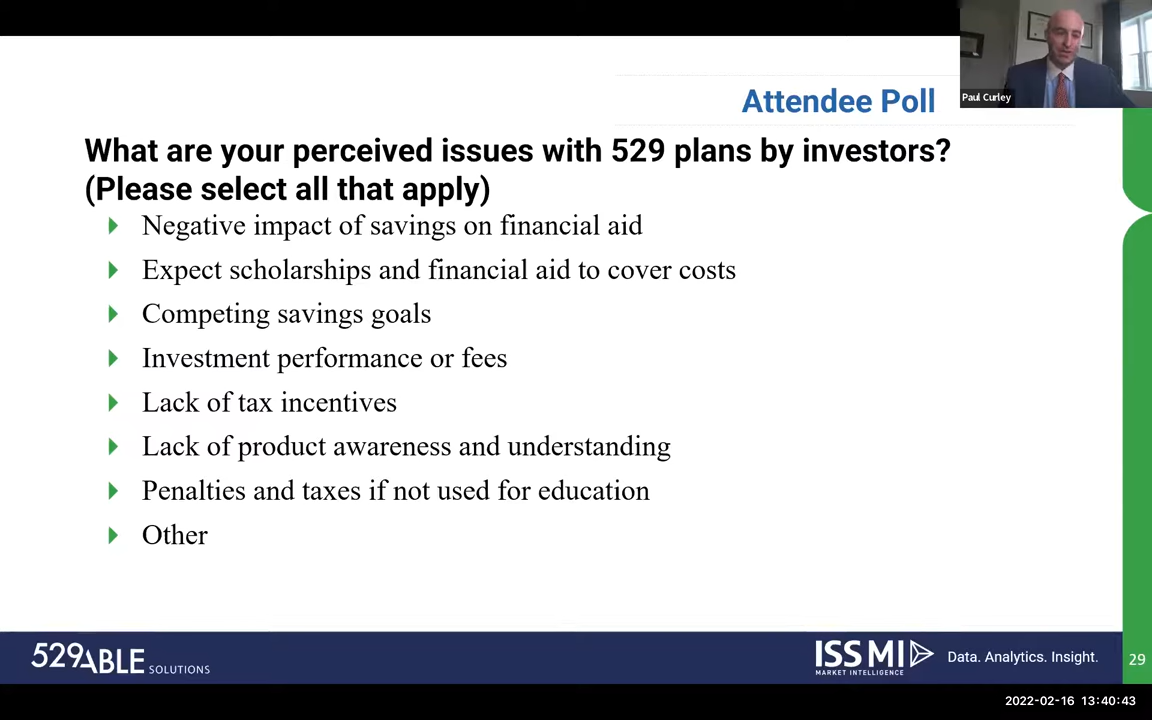 Paul Curley
Attendee Poll
What are your perceived issues with 529 plans by investors?
(Please select all that apply)
Negative impact of savings on financial aid
Expect scholarships and financial aid to cover costs
Competing savings goals
Investment performance or fees
Lack of tax incentives
Lack of product awareness and understanding
Penalties and taxes if not used for education
Other
529ABLE SOLUTIONS
ISS MI
MARKET INTELLIGENCE
Data. Analytics. Insight.
29
2022-02-16 13:40:43